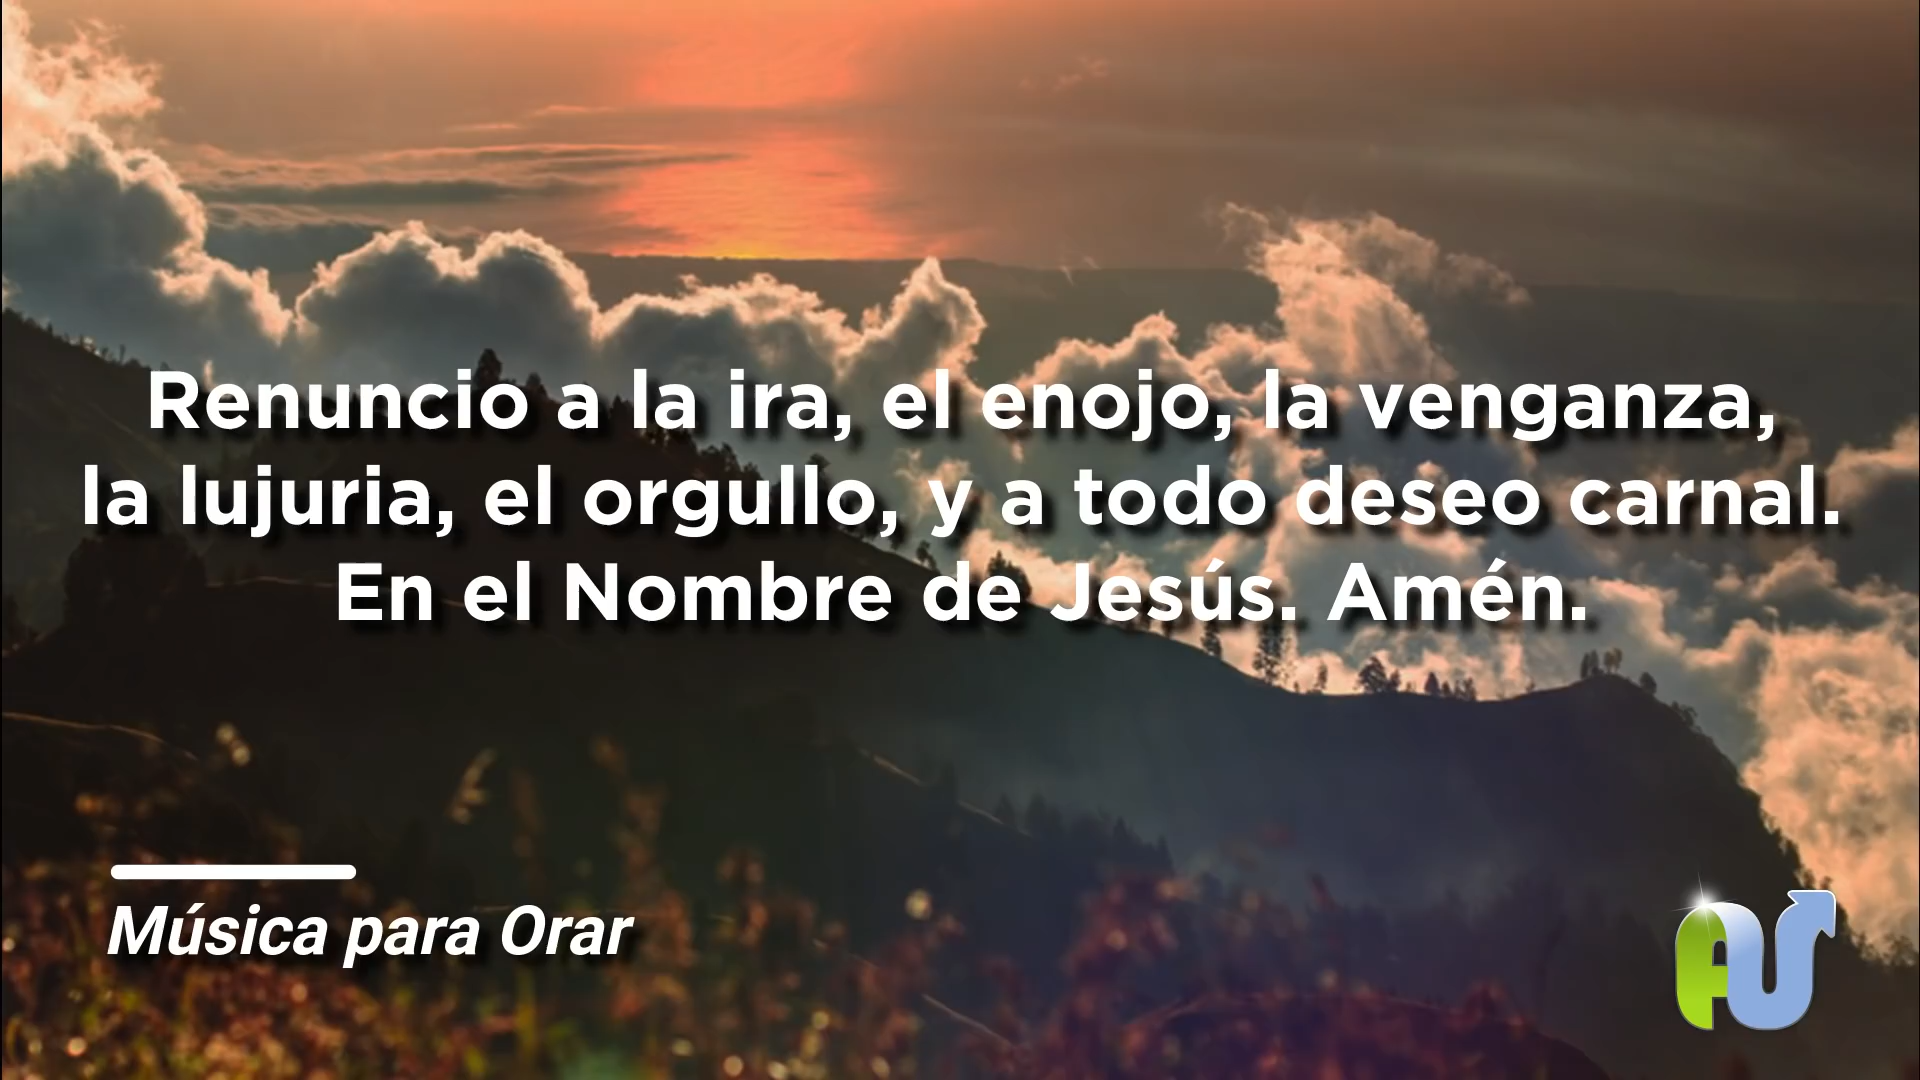 Renuncio a la ira, el enojo, la venganza,
la lujuria, el orgullo, y a todo deseo carnal.
En el Nombre de Jesús. Amén.
Música para Orar